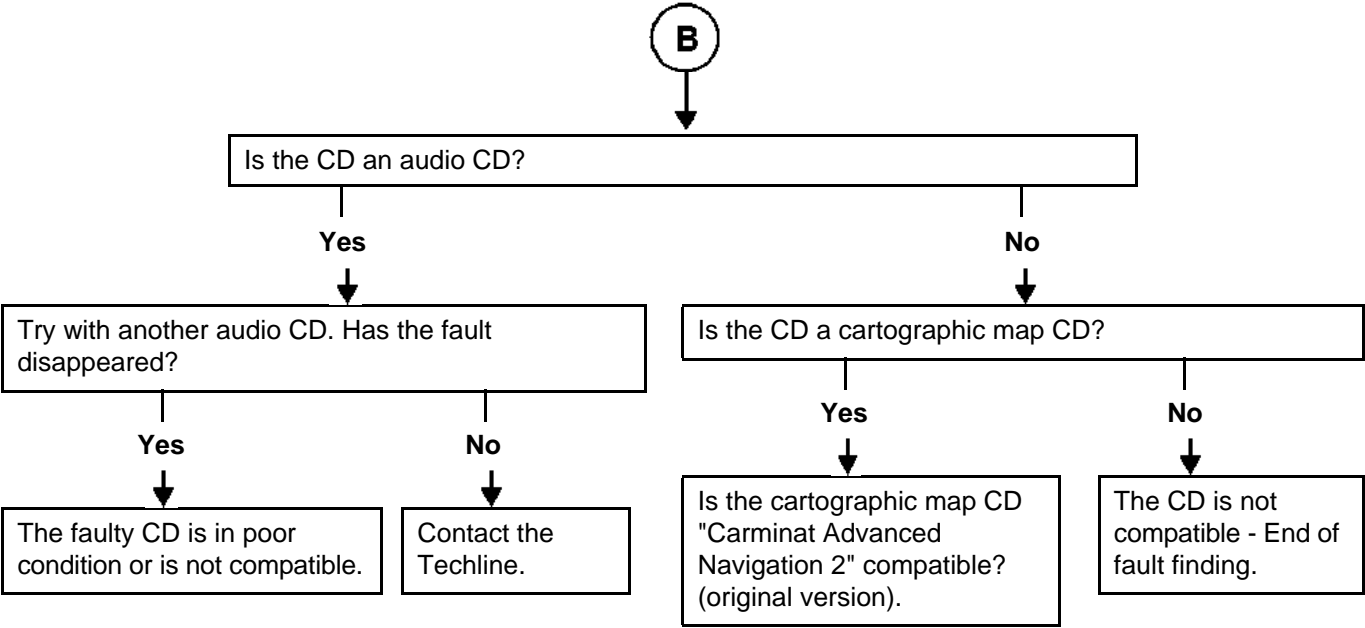 B
Is the CD an audio CD?
Yes
No
Try with another audio CD. Has the fault
disappeared?
Is the CD a cartographic map CD?
Yes
No
Yes
No
The faulty CD is in poor
condition or is not compatible.
Contact the
Techline.
Is the cartographic map CD
"Carminat Advanced
Navigation 2" compatible?
(original version).
The CD is not
compatible - End of
fault finding.